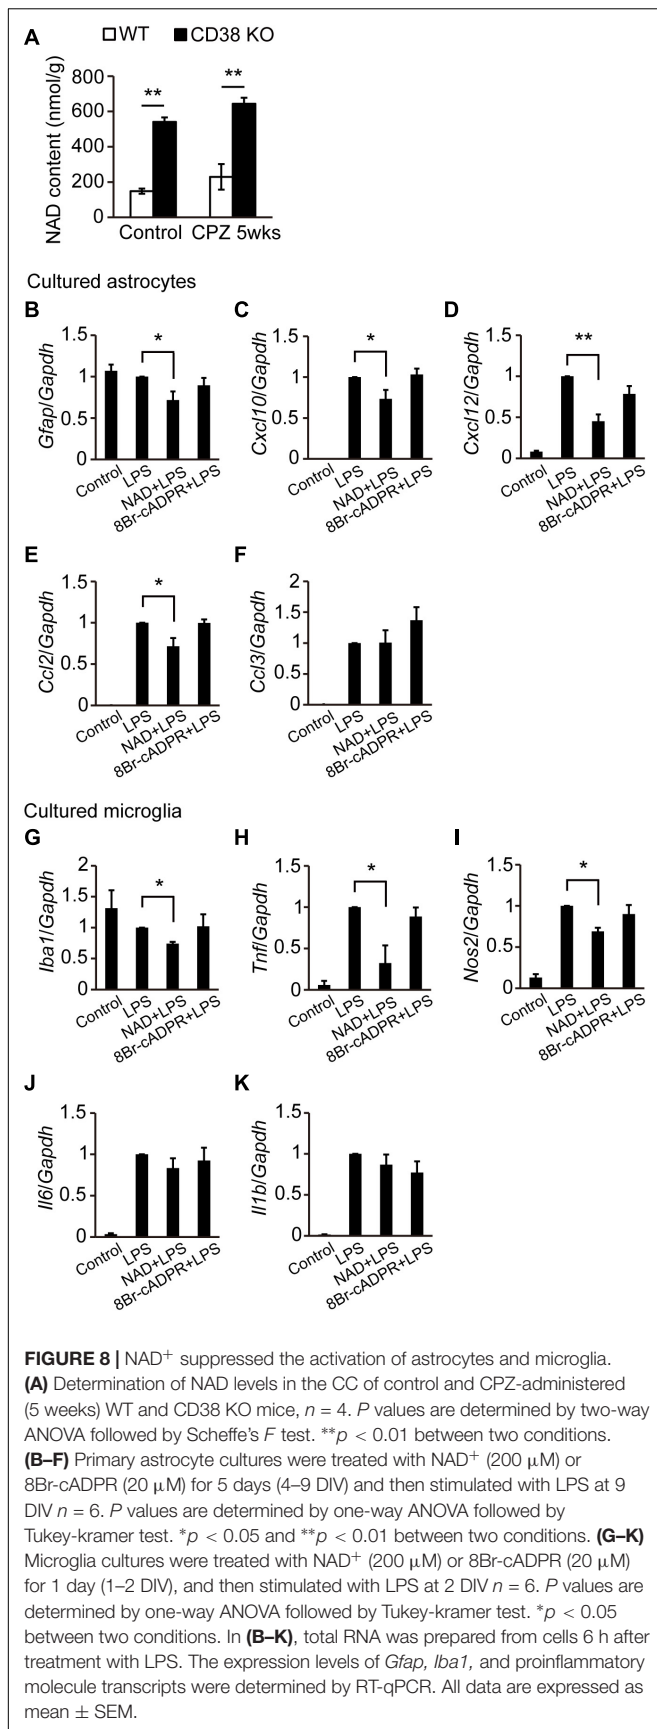 A
WT CD38 KO
NAD content (nmol/g)
800
600
400
200
0
**
**
Control CPZ 5wks
Cultured astrocytes
B
Gfap/Gapdh
1.5
1
0.5
0
*
Control
LPS
NAD+LPS
8Br-cADPR+LPS
C
Cxcl10/Gapdh
1.5
1
0.5
0
*
Control
LPS
NAD+LPS
8Br-cADPR+LPS
D
Cxcl12/Gapdh
1.5
1
0.5
0
**
Control
LPS
NAD+LPS
8Br-cADPR+LPS
E
Ccl2/Gapdh
1.5
1
0.5
0
*
Control
LPS
NAD+LPS
8Br-cADPR+LPS
F
Ccl3/Gapdh
2
1.5
1
0.5
0
Control
LPS
NAD+LPS
8Br-cADPR+LPS
Cultured microglia
G
Iba1/Gapdh
2
1.5
1
0.5
0
*
Control
LPS
NAD+LPS
8Br-cADPR+LPS
H
Tnf/Gapdh
1.5
1
0.5
0
*
Control
LPS
NAD+LPS
8Br-cADPR+LPS
I
Nos2/Gapdh
1.5
1
0.5
0
*
Control
LPS
NAD+LPS
8Br-cADPR+LPS
J
Il6/Gapdh
1.5
1
0.5
0
Control
LPS
NAD+LPS
8Br-cADPR+LPS
K
Il1b/Gapdh
1.5
1
0.5
0
Control
LPS
NAD+LPS
8Br-cADPR+LPS
FIGURE 8 | NAD⁺ suppressed the activation of astrocytes and microglia.
(A) Determination of NAD levels in the CC of control and CPZ-administered
(5 weeks) WT and CD38 KO mice, n = 4. P values are determined by two-way
ANOVA followed by Scheffe's F test. **p < 0.01 between two conditions.
(B–F) Primary astrocyte cultures were treated with NAD⁺ (200 μM) or
8Br-cADPR (20 μM) for 5 days (4–9 DIV) and then stimulated with LPS at 9
DIV n = 6. P values are determined by one-way ANOVA followed by
Tukey-kramer test. *p < 0.05 and **p < 0.01 between two conditions. (G–K)
Microglia cultures were treated with NAD⁺ (200 μM) or 8Br-cADPR (20 μM)
for 1 day (1–2 DIV), and then stimulated with LPS at 2 DIV n = 6. P values are
determined by one-way ANOVA followed by Tukey-kramer test. *p < 0.05
between two conditions. In (B–K), total RNA was prepared from cells 6 h after
treatment with LPS. The expression levels of Gfap, Iba1, and proinflammatory
molecule transcripts were determined by RT-qPCR. All data are expressed as
mean ± SEM.